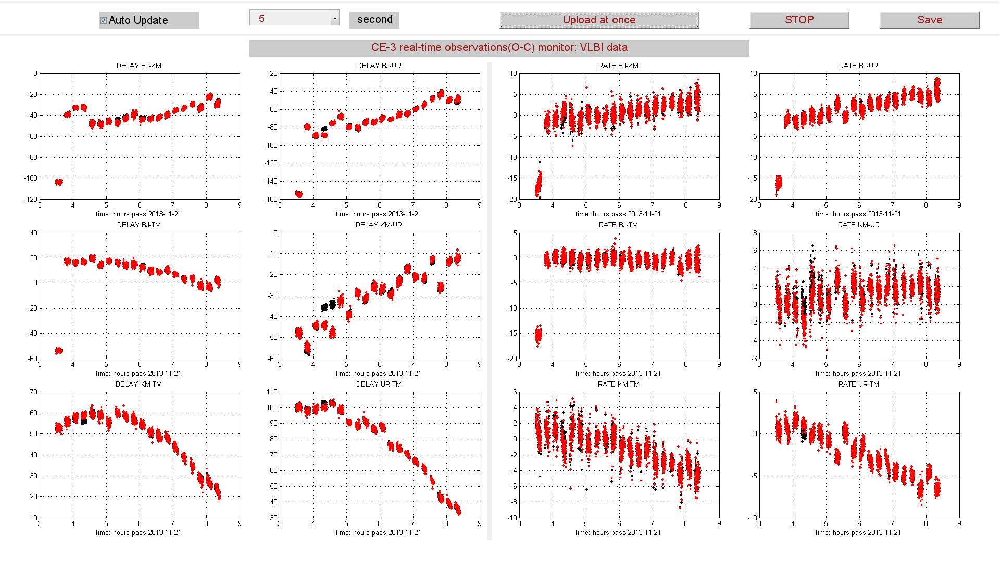 Auto Update
5
second
Upload at once
STOP
Save
CE-3 real-time observations(O-C) monitor: VLBI data
DELAY BJ-KM
0
-20
-40
-60
-80
-100
-120
3 4 5 6 7 8 9
time: hours pass 2013-11-21
DELAY BJ-UR
-20
-40
-60
-80
-100
-120
-140
-160
3 4 5 6 7 8 9
time: hours pass 2013-11-21
RATE BJ-KM
10
5
0
-5
-10
-15
-20
3 4 5 6 7 8 9
time: hours pass 2013-11-21
RATE BJ-UR
10
5
0
-5
-10
-15
-20
3 4 5 6 7 8 9
time: hours pass 2013-11-21
DELAY BJ-TM
40
20
0
-20
-40
-60
3 4 5 6 7 8 9
time: hours pass 2013-11-21
DELAY KM-UR
0
-10
-20
-30
-40
-50
-60
3 4 5 6 7 8 9
time: hours pass 2013-11-21
RATE BJ-TM
5
0
-5
-10
-15
-20
3 4 5 6 7 8 9
time: hours pass 2013-11-21
RATE KM-UR
8
6
4
2
0
-2
-4
-6
3 4 5 6 7 8 9
time: hours pass 2013-11-21
DELAY KM-TM
70
60
50
40
30
20
10
3 4 5 6 7 8 9
time: hours pass 2013-11-21
DELAY UR-TM
110
100
90
80
70
60
50
40
30
3 4 5 6 7 8 9
time: hours pass 2013-11-21
RATE KM-TM
6
4
2
0
-2
-4
-6
-8
-10
3 4 5 6 7 8 9
time: hours pass 2013-11-21
RATE UR-TM
5
0
-5
-10
3 4 5 6 7 8 9
time: hours pass 2013-11-21